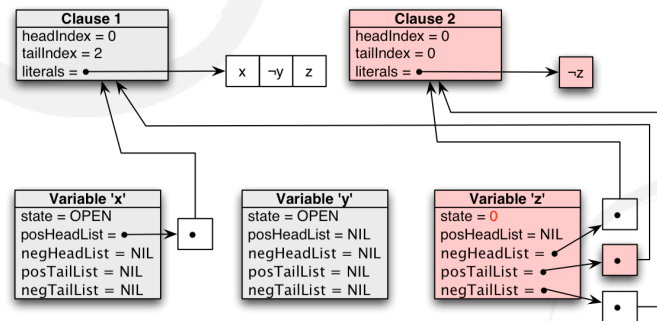 Clause 1
headIndex = 0
tailIndex = 2
literals =
x ¬y z
Clause 2
headIndex = 0
tailIndex = 0
literals =
¬z
Variable 'x'
state = OPEN
posHeadList =
negHeadList = NIL
posTailList = NIL
negTailList = NIL
Variable 'y'
state = OPEN
posHeadList = NIL
negHeadList = NIL
posTailList = NIL
negTailList = NIL
Variable 'z'
state = 0
posHeadList = NIL
negHeadList =
posTailList =
negTailList =